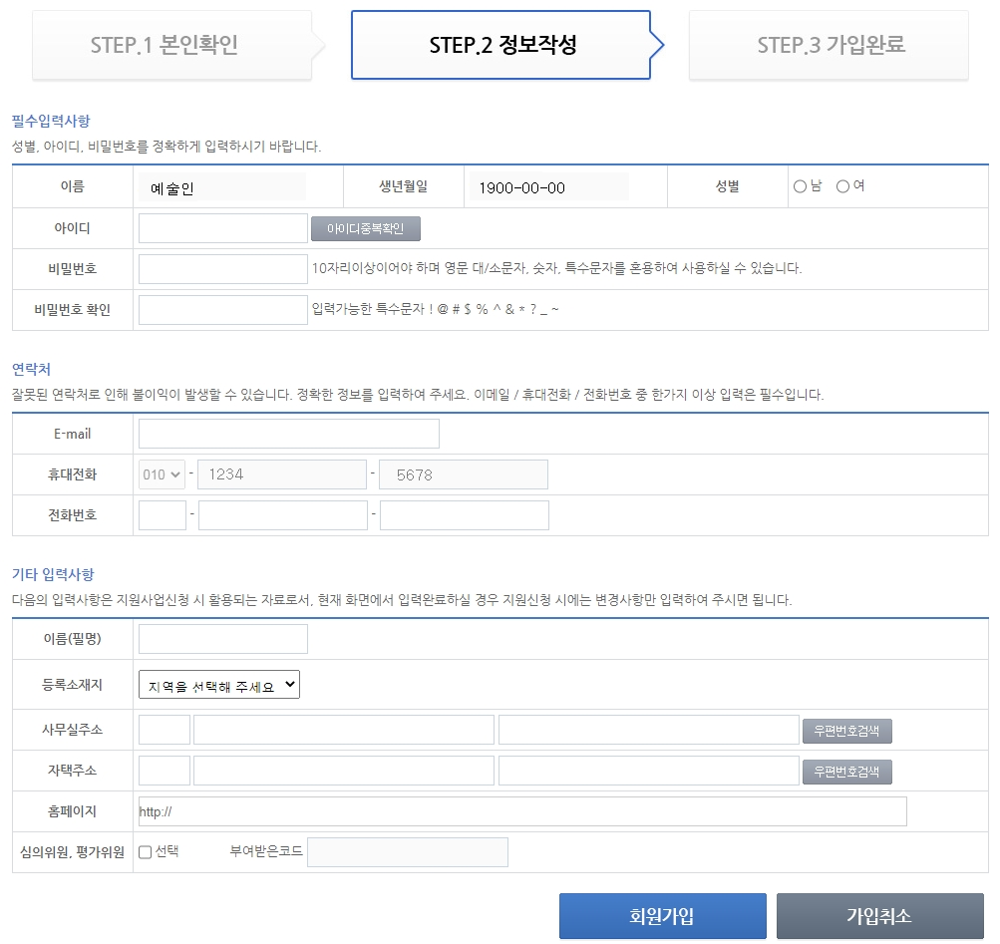 STEP.1 본인확인
STEP.2 정보작성
STEP.3 가입완료
필수입력사항
성별, 아이디, 비밀번호를 정확하게 입력하시기 바랍니다.
이름 예술인 생년월일 1900-00-00 성별 남 여
아이디 아이디중복확인
비밀번호 10자리이상이어야 하며 영문 대/소문자, 숫자, 특수문자를 혼용하여 사용하실 수 있습니다.
비밀번호 확인 입력가능한 특수문자 ! @ # $ % ^ & * ? _ ~
연락처
잘못된 연락처로 인해 불이익이 발생할 수 있습니다. 정확한 정보를 입력하여 주세요. 이메일 / 휴대전화 / 전화번호 중 한가지 이상 입력은 필수입니다.
E-mail
휴대전화 010 - 1234 - 5678
전화번호 - -
기타 입력사항
다음의 입력사항은 지원사업신청 시 활용되는 자료로서, 현재 화면에서 입력완료하실 경우 지원신청 시에는 변경사항만 입력하여 주시면 됩니다.
이름(필명)
등록소재지 지역을 선택해 주세요
사무실주소 우편번호검색
자택주소 우편번호검색
홈페이지 http://
심의위원, 평가위원 선택 부여받은코드
회원가입 가입취소